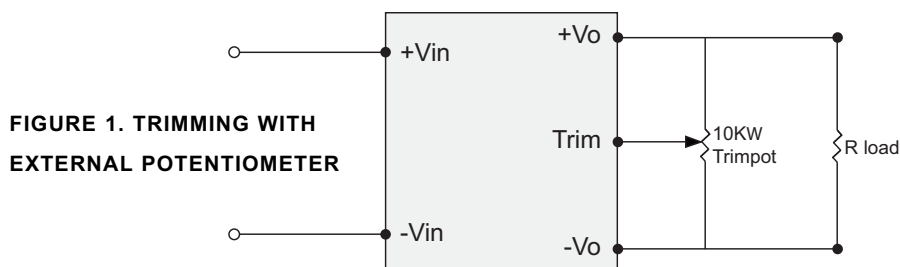 FIGURE 1. TRIMMING WITH
EXTERNAL POTENTIOMETER
+Vin
-Vin
+Vo
Trim
-Vo
10KW
Trimpot
R load